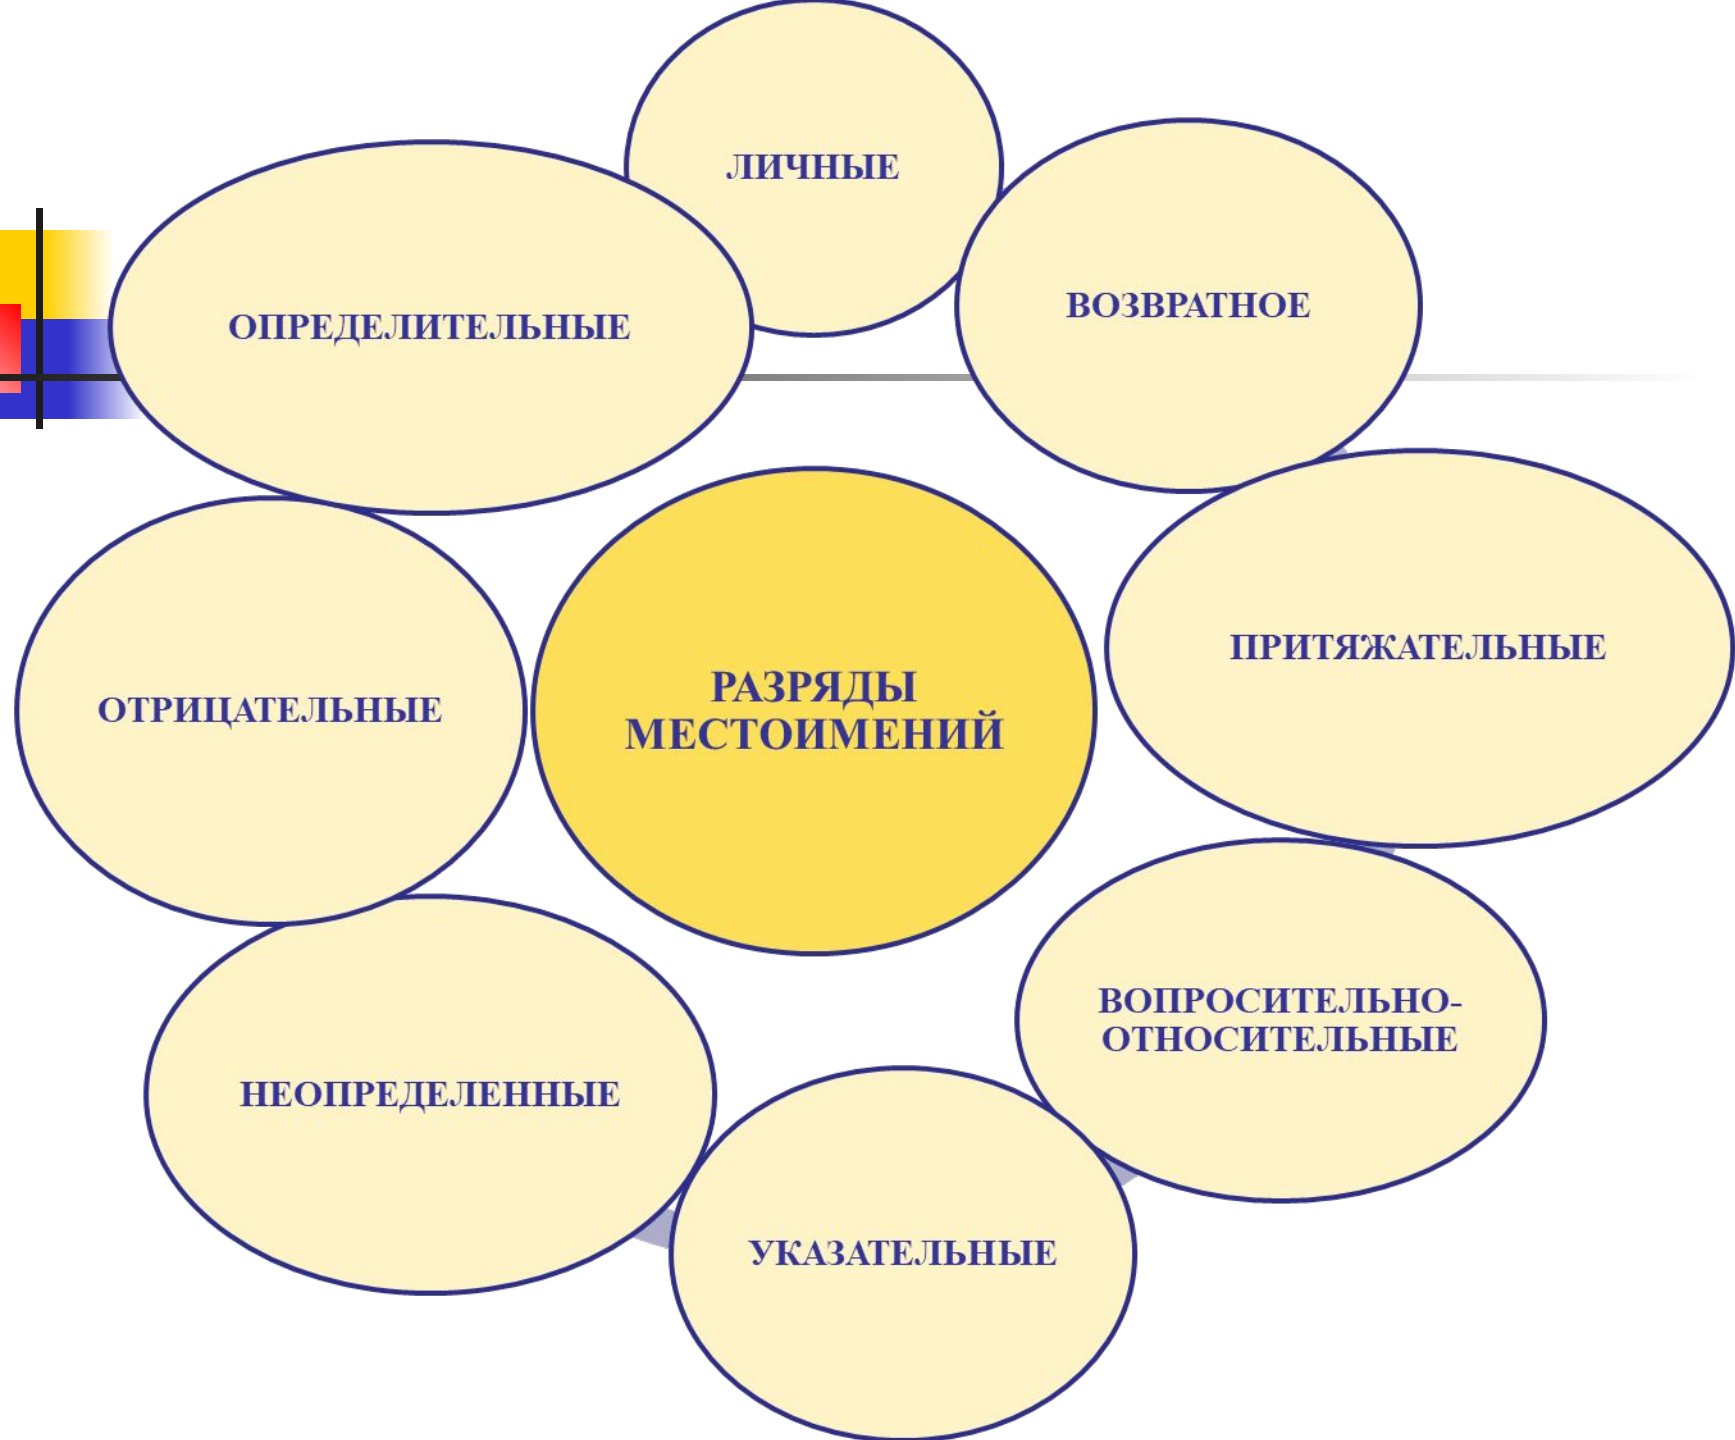 ЛИЧНЫЕ
ВОЗВРАТНОЕ
ОПРЕДЕЛИТЕЛЬНЫЕ
ПРИТЯЖАТЕЛЬНЫЕ
РАЗРЯДЫ
МЕСТОИМЕНИЙ
ОТРИЦАТЕЛЬНЫЕ
ВОПРОСИТЕЛЬНО-
ОТНОСИТЕЛЬНЫЕ
НЕОПРЕДЕЛЕННЫЕ
УКАЗАТЕЛЬНЫЕ